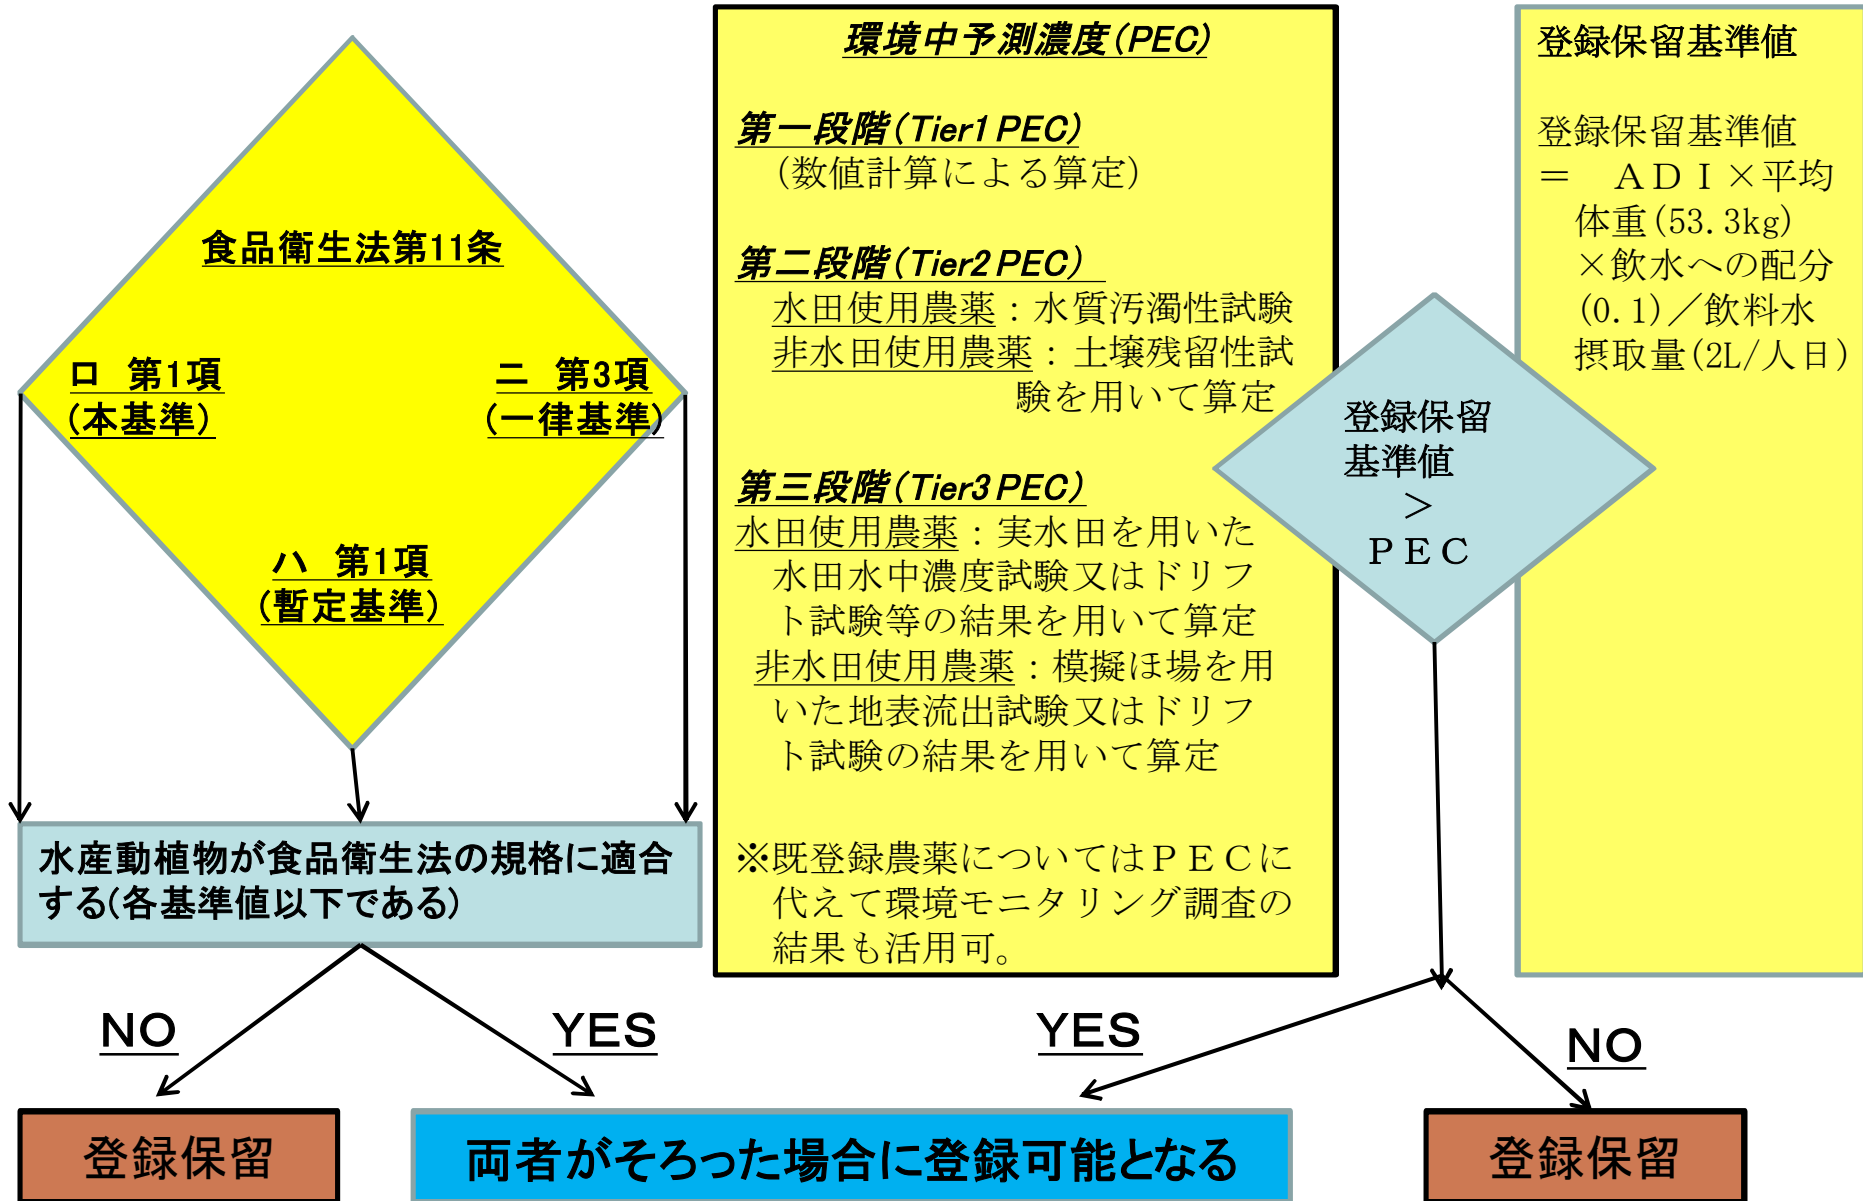 食品衛生法第11条
ロ 第1項
(本基準)
ニ 第3項
(一律基準)
ハ 第1項
(暫定基準)
水産動植物が食品衛生法の規格に適合
する(各基準値以下である)
NO
YES
登録保留
両者がそろった場合に登録可能となる
環境中予測濃度(PEC)
第一段階(Tier1 PEC)
(数値計算による算定)
第二段階(Tier2 PEC)
水田使用農薬：水質汚濁性試験
非水田使用農薬：土壌残留性試
験を用いて算定
第三段階(Tier3 PEC)
水田使用農薬：実水田を用いた
水田水中濃度試験又はドリフ
ト試験等の結果を用いて算定
非水田使用農薬：模擬ほ場を用
いた地表流出試験又はドリフ
ト試験の結果を用いて算定
※既登録農薬についてはＰＥＣに
代えて環境モニタリング調査の
結果も活用可。
登録保留基準値
登録保留基準値
＝ ＡＤＩ×平均
体重(53.3kg)
×飲水への配分
(0.1)／飲料水
摂取量(2L/人日)
登録保留
基準値
＞
ＰＥＣ
YES
NO
登録保留